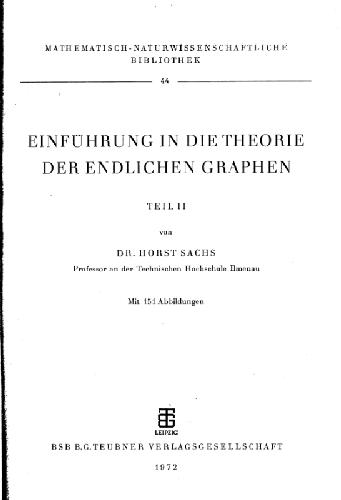 MATHEMATISCH-NATURWISSENSCHAFTLICHE
BIBLIOTHEK
44
EINFÜHRUNG IN DIE THEORIE
DER ENDLICHEN GRAPHEN
TEIL II
von
DR. HORST SACHS
Professor an der Technischen Hochschule Ilmenau
Mit 154 Abbildungen
LEIPZIG
BSB B.G. TEUBNER VERLAGSGESELLSCHAFT
1972